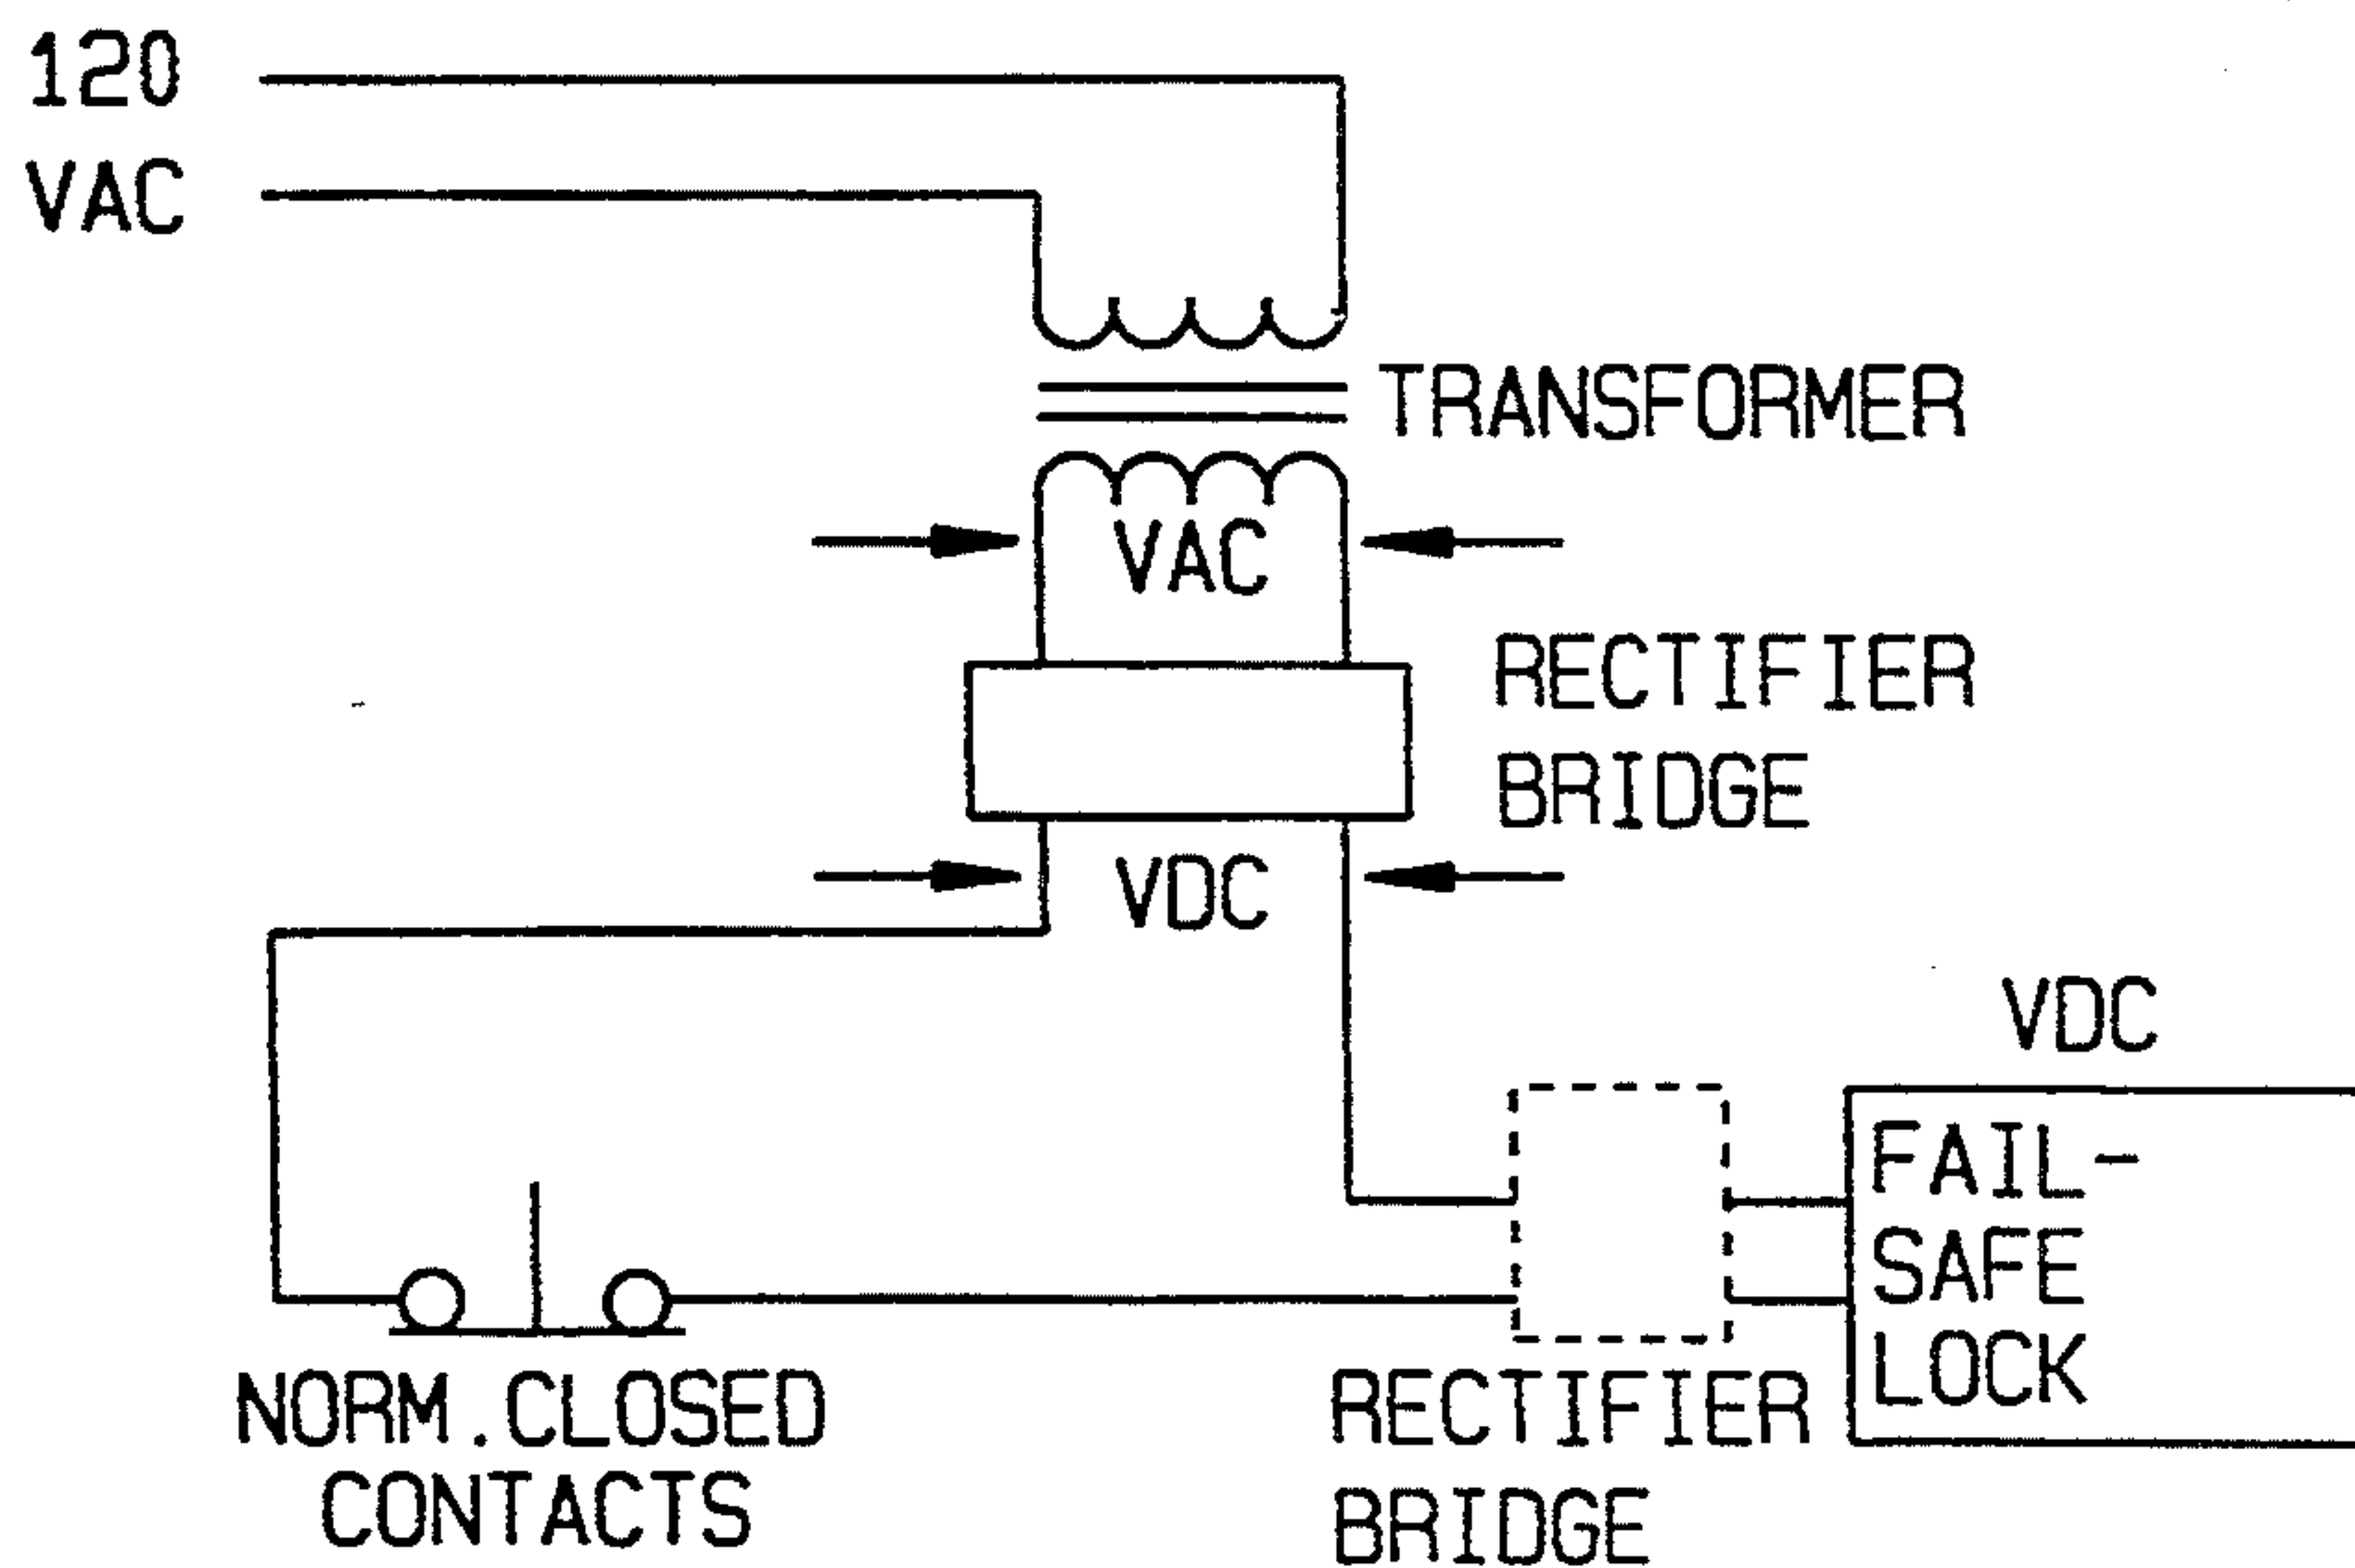 120
VAC
TRANSFORMER
VAC
RECTIFIER
BRIDGE
VDC
VDC
FAIL-
SAFE
LOCK
NORM.CLOSED
CONTACTS
RECTIFIER
BRIDGE